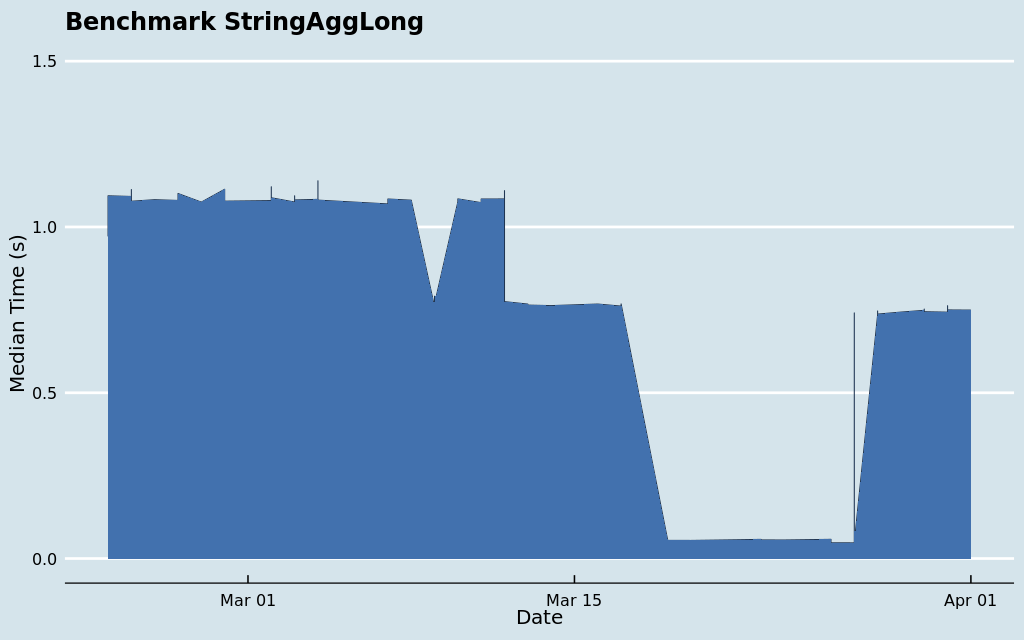 Benchmark StringAggLong
Median Time (s)
1.5
1.0
0.5
0.0
Mar 01
Mar 15
Apr 01
Date